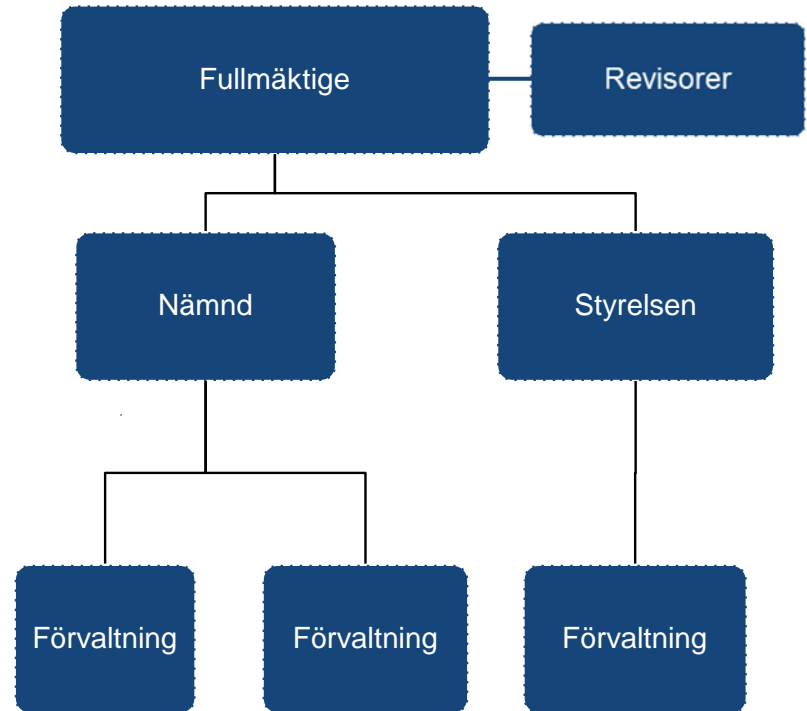 Fullmäktige
Revisorer
Nämnd
Styrelsen
Förvaltning
Förvaltning
Förvaltning